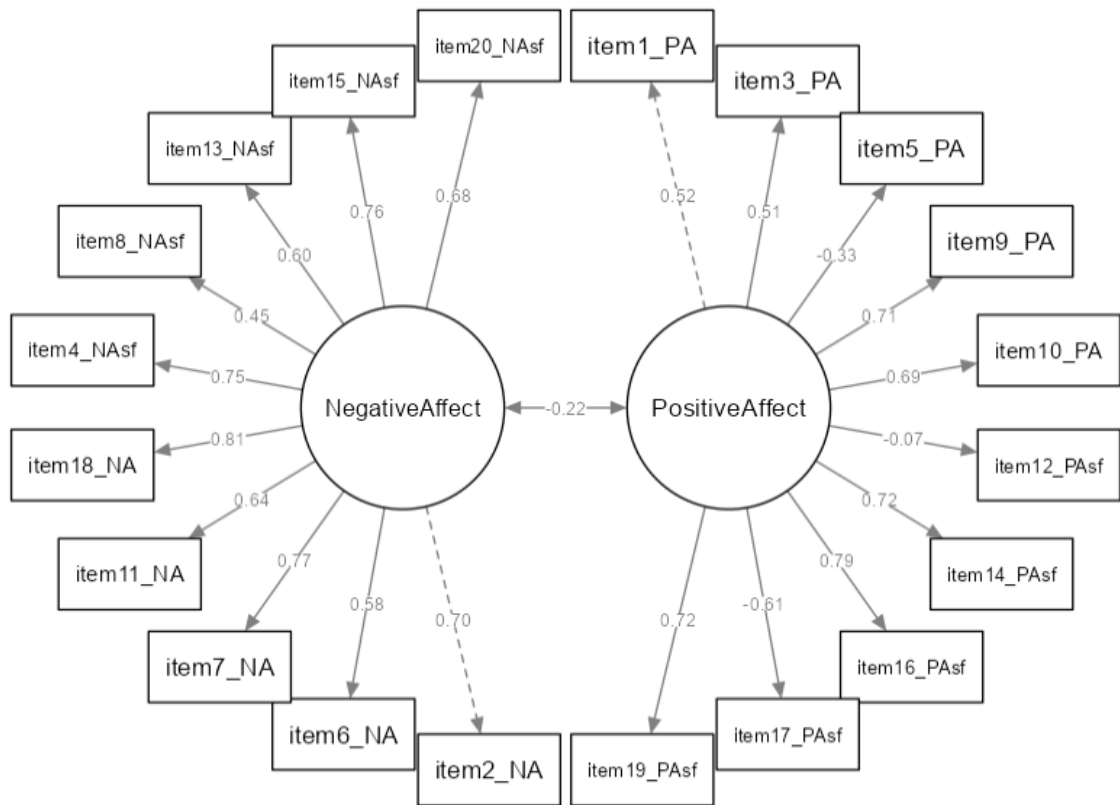 item20_NAsf
item1_PA
item15_NAsf
item3_PA
item13_NAsf
item5_PA
0.68
0.52
0.76
0.51
item8_NAsf
item9_PA
0.60
-0.33
0.45
0.71
item4_NAsf
item10_PA
0.75
0.69
NegativeAffect
-0.22
PositiveAffect
0.81
-0.07
item18_NA
item12_PAsf
0.64
0.72
item11_NA
item14_PAsf
0.77
0.79
0.58
-0.61
0.70
0.72
item7_NA
item16_PAsf
item6_NA
item17_PAsf
item2_NA
item19_PAsf